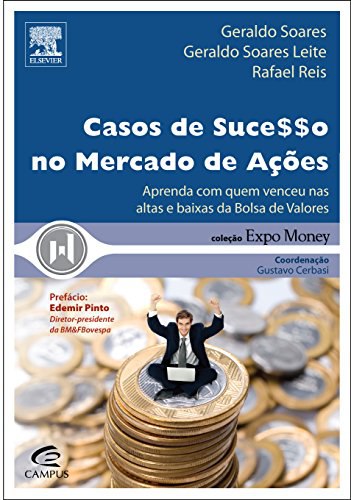 ELSEVIER
Geraldo Soares
Geraldo Soares Leite
Rafael Reis
Casos de Suce$$o
no Mercado de Ações
Aprenda com quem venceu nas
altas e baixas da Bolsa de Valores
coleção Expo Money
Coordenação
Gustavo Cerbasi
Prefácio:
Edemir Pinto
Diretor-presidente
da BM&FBovespa
CAMPUS